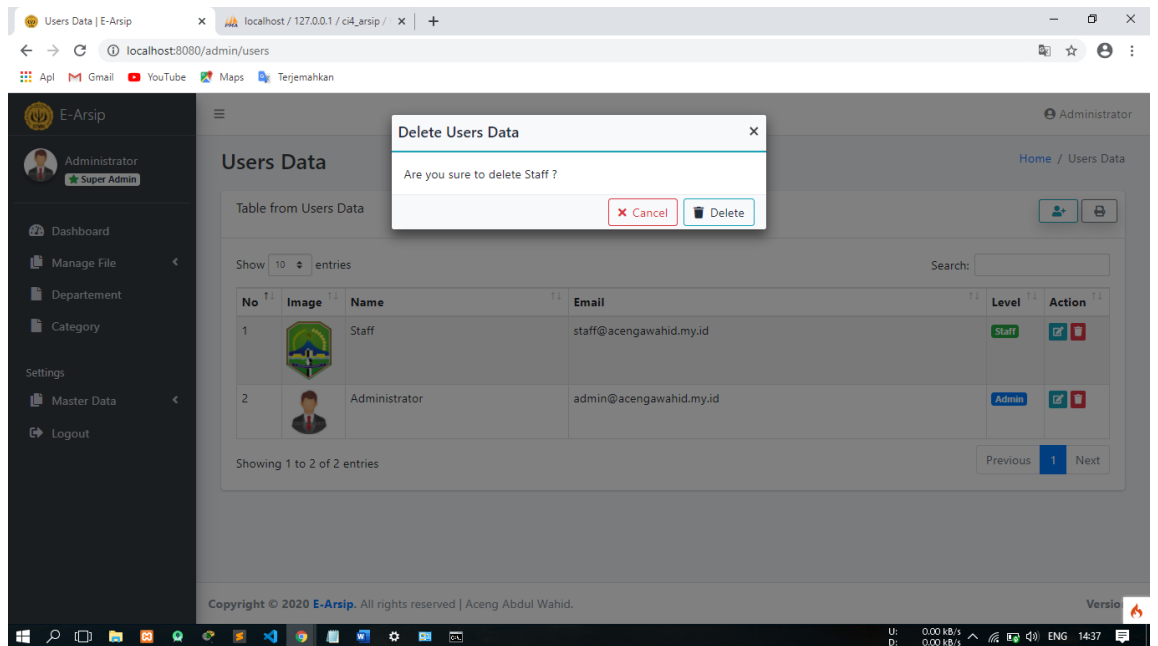 Users Data | E-Arsip
localhost / 127.0.0.1 / ci4_arsip /
localhost:8080/admin/users
Apl Gmail YouTube Maps Terjemahkan
E-Arsip
Administrator
Administrator
Super Admin
Dashboard
Manage File
Departement
Category
Settings
Master Data
Logout
Delete Users Data
Are you sure to delete Staff ?
Cancel Delete
Users Data
Home / Users Data
Table from Users Data
Show 10 entries
Search:
No Image Name Email Level Action
1 Staff staff@acengawahid.my.id Staff
2 Administrator admin@acengawahid.my.id Admin
Showing 1 to 2 of 2 entries
Previous 1 Next
Copyright © 2020 E-Arsip. All rights reserved | Aceng Abdul Wahid.
Versio
U: 0.00 kB/s
D: 0.00 kB/s
ENG 14:37